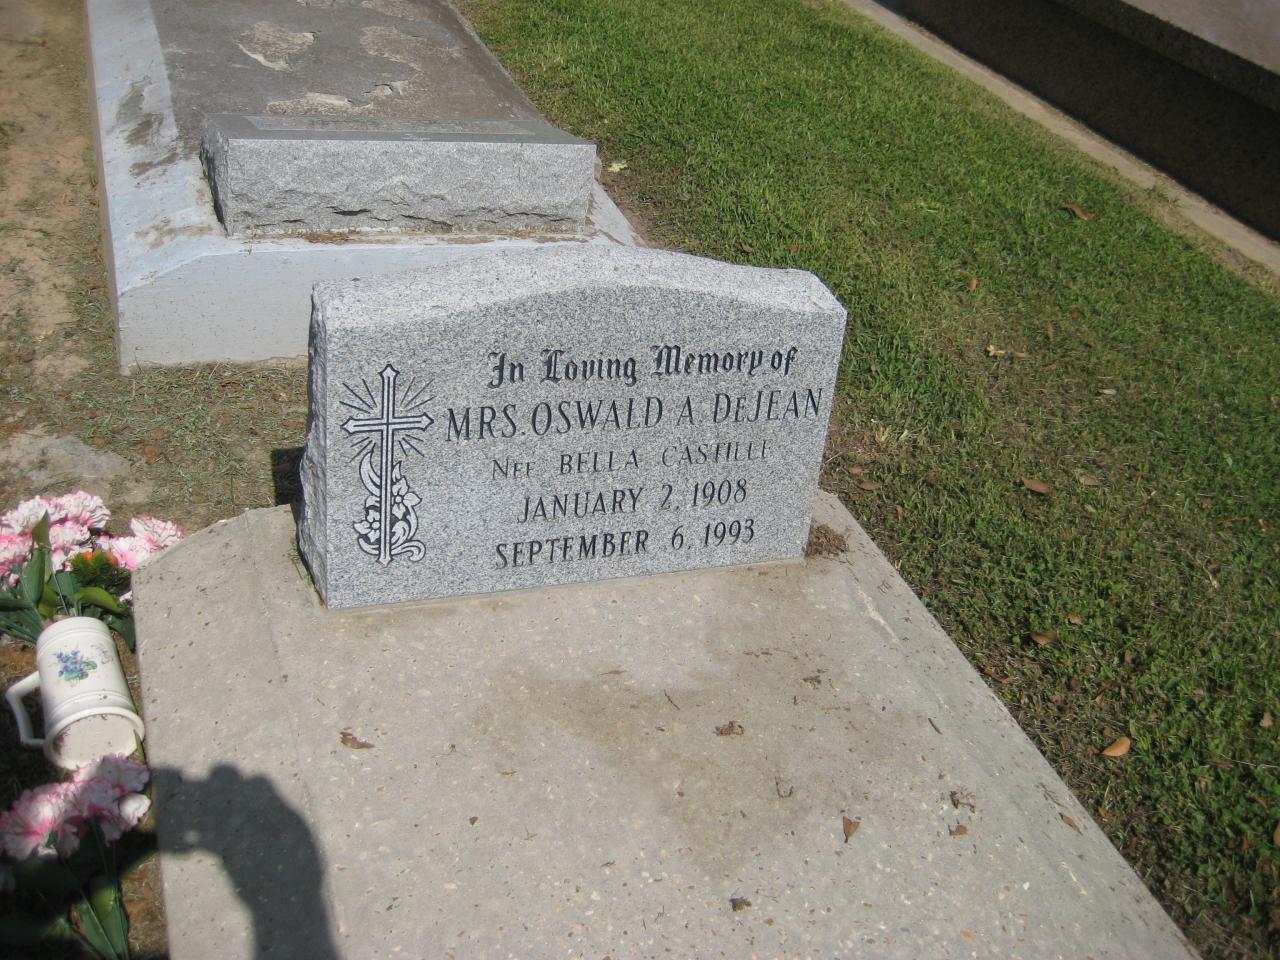 In Loving Memory of
MRS. OSWALD A. DEJEAN
NEE BELLA CASTILLE
JANUARY 2, 1908
SEPTEMBER 6, 1993